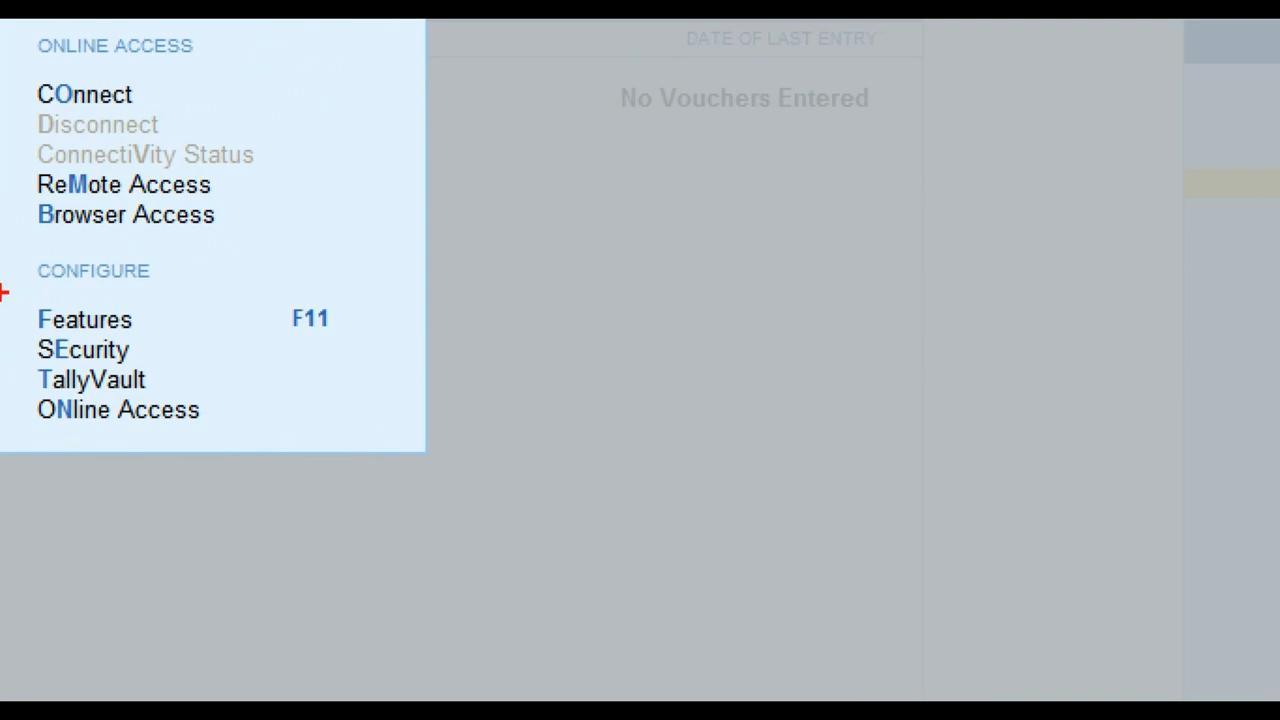 ONLINE ACCESS
COnnect
Disconnect
ConnectiVity Status
ReMote Access
Browser Access
CONFIGURE
Features F11
SEcurity
TallyVault
ONline Access
DATE OF LAST ENTRY
No Vouchers Entered